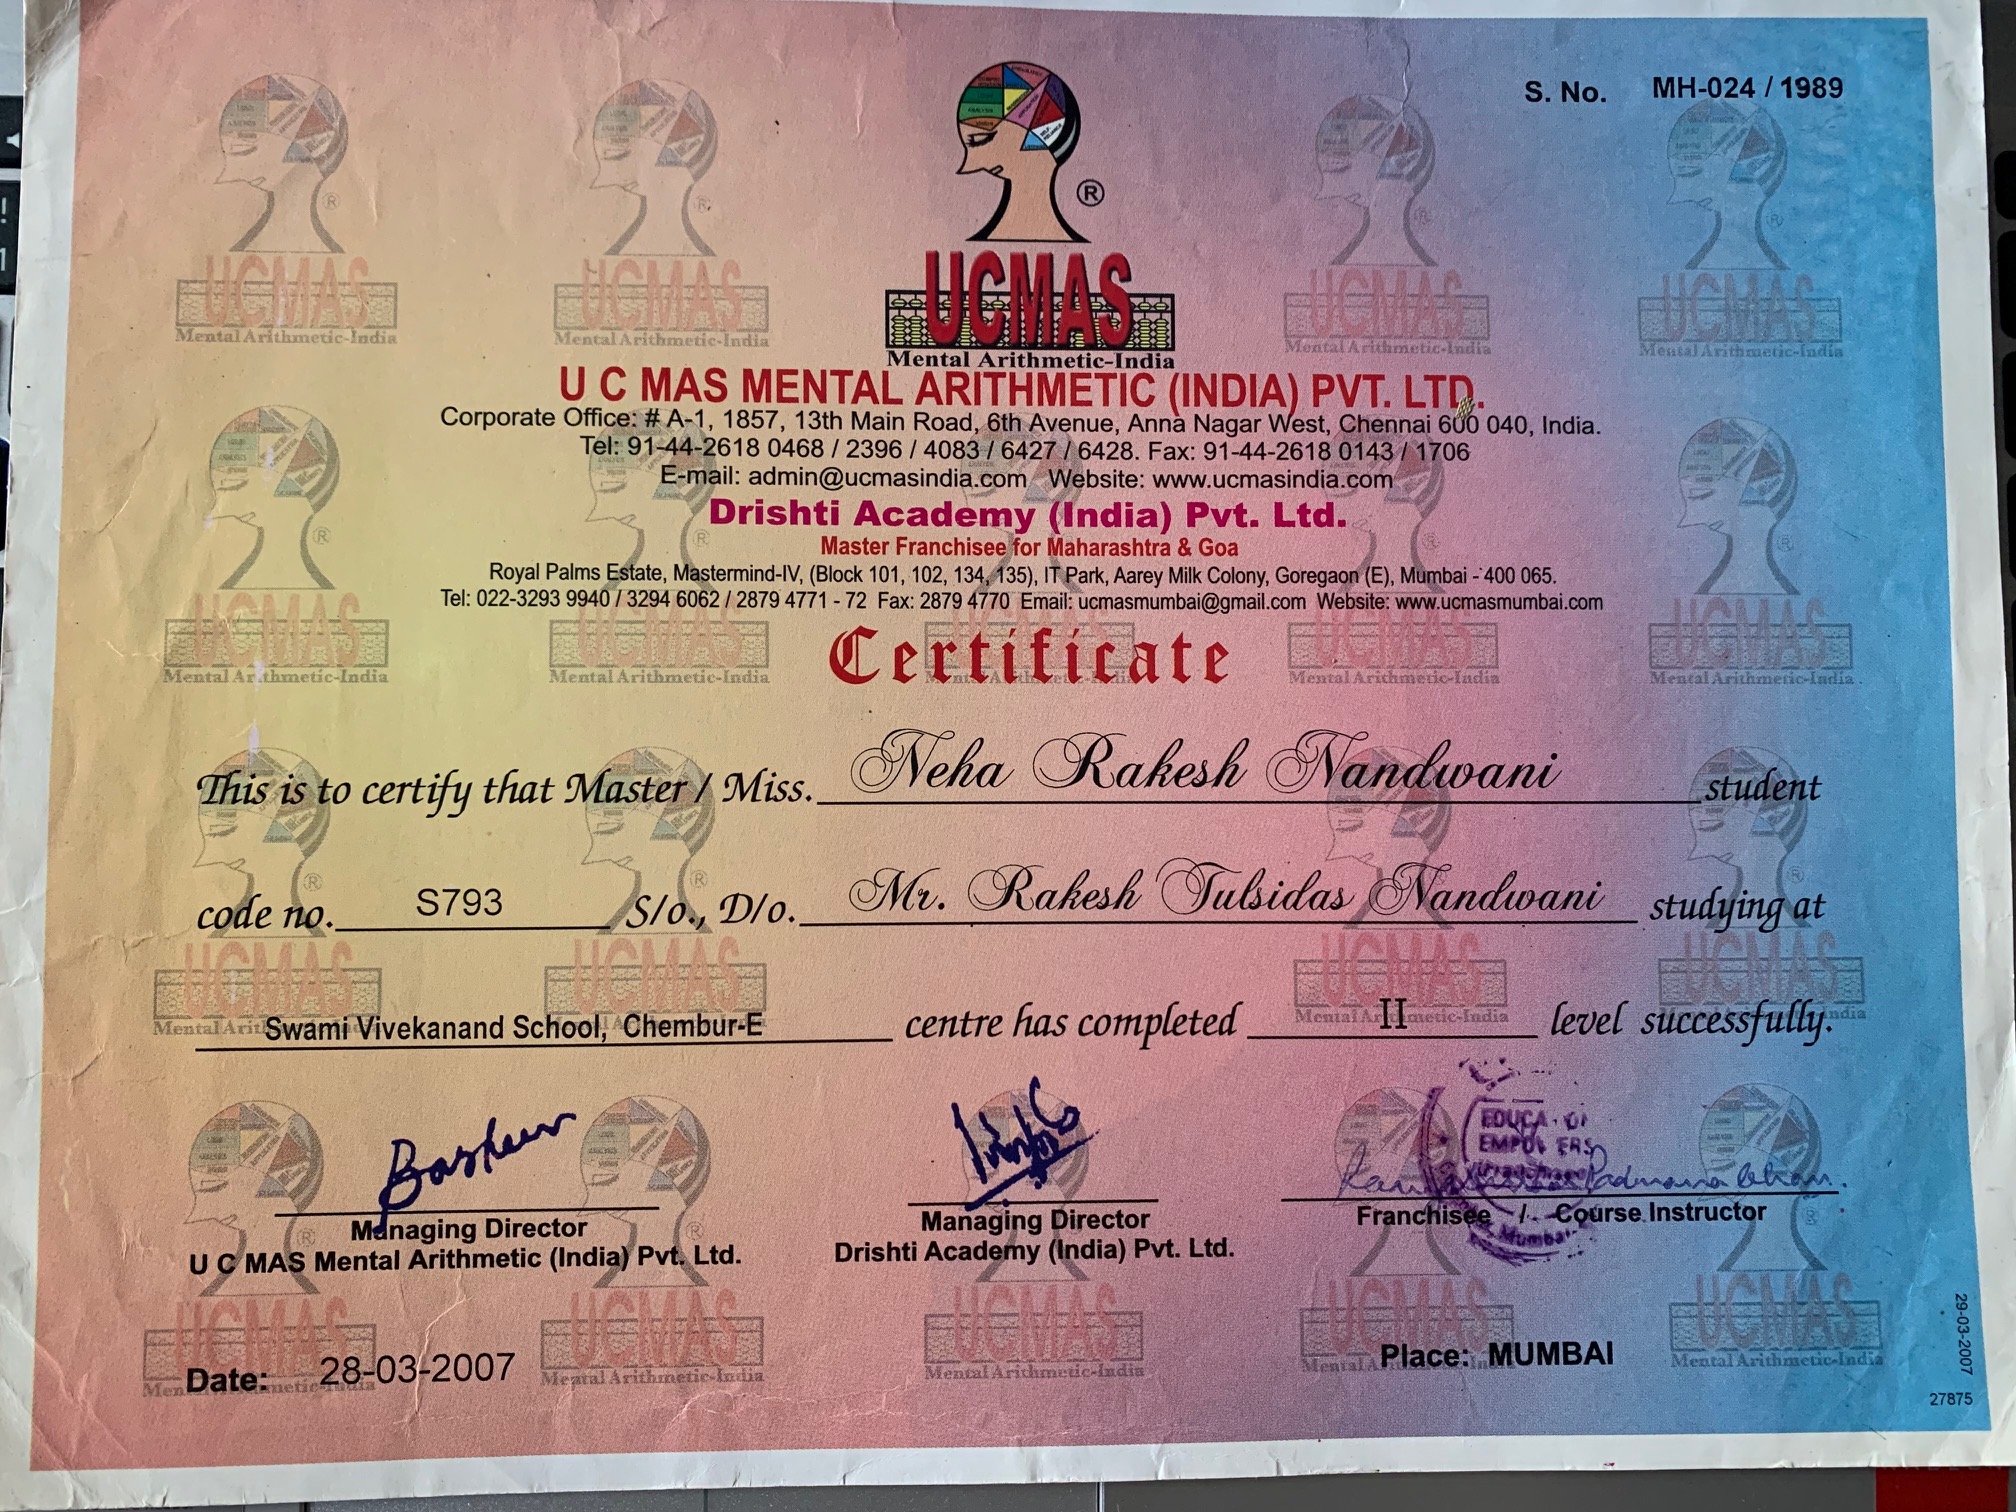 S. No. MH-024 / 1989
®
UCMAS
Mental Arithmetic-India
U C MAS MENTAL ARITHMETIC (INDIA) PVT. LTD.
Corporate Office: # A-1, 1857, 13th Main Road, 6th Avenue, Anna Nagar West, Chennai 600 040, India.
Tel: 91-44-2618 0468 / 2396 / 4083 / 6427 / 6428. Fax: 91-44-2618 0143 / 1706
E-mail: admin@ucmasindia.com Website: www.ucmasindia.com
Drishti Academy (India) Pvt. Ltd.
Master Franchisee for Maharashtra & Goa
Royal Palms Estate, Mastermind-IV, (Block 101, 102, 134, 135), IT Park, Aarey Milk Colony, Goregaon (E), Mumbai - 400 065.
Tel: 022-3293 9940 / 3294 6062 / 2879 4771 - 72 Fax: 2879 4770 Email: ucmasmumbai@gmail.com Website: www.ucmasmumbai.com
Certificate
This is to certify that Master / Miss. Neha Rakesh Nandwani student
code no. S793 S/o., D/o. Mr. Rakesh Tulsidas Nandwani studying at
Swami Vivekanand School, Chembur-E centre has completed II level successfully.
Managing Director
U C MAS Mental Arithmetic (India) Pvt. Ltd.
Managing Director
Drishti Academy (India) Pvt. Ltd.
Mumbai
Franchisee / Course Instructor
Date: 28-03-2007
Place: MUMBAI
29-03-2007
27875